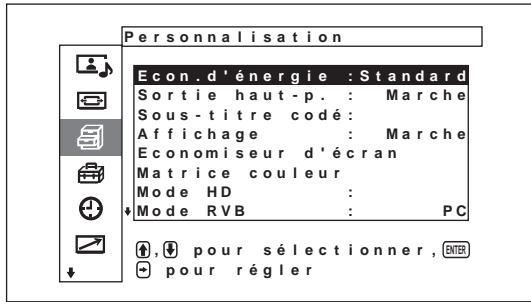 Personnalisation
Econ.d'énergie :Standard
Sortie haut-p. : Marche
Sous-titre codé:
Affichage : Marche
Economiseur d'écran
Matrice couleur
Mode HD :
Mode RVB : PC
, pour sélectionner, ENTER
pour régler